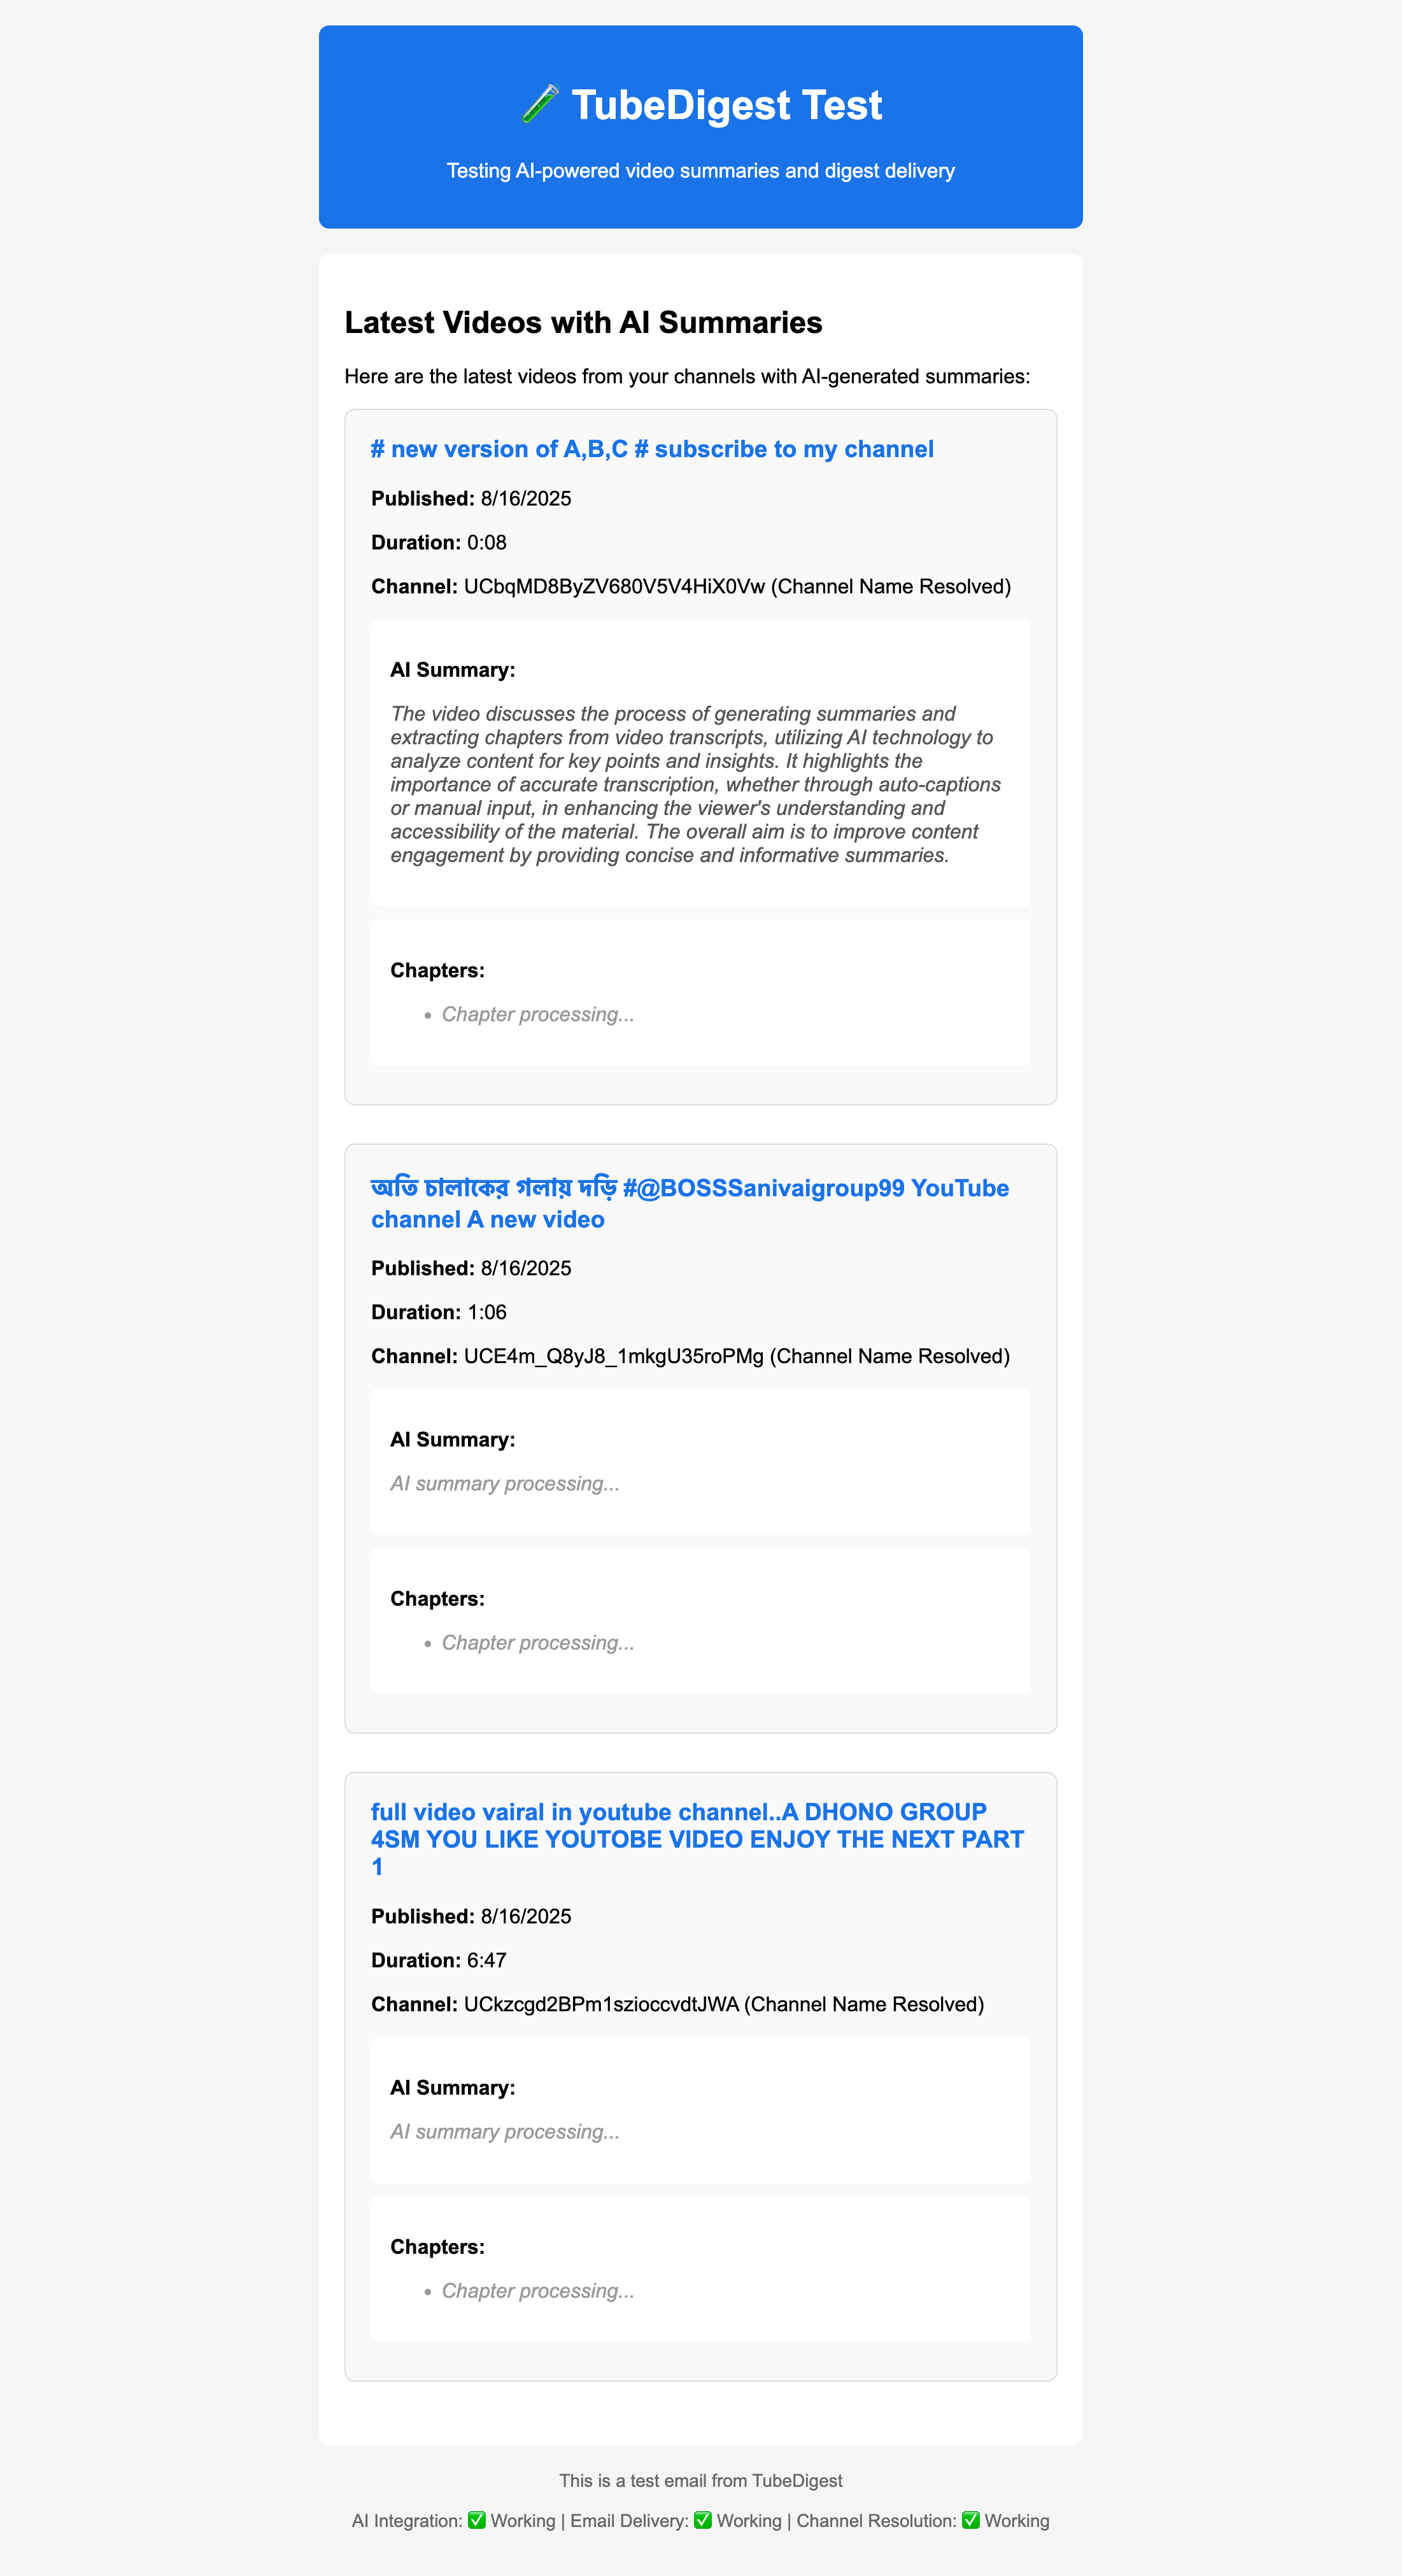 🧪 TubeDigest Test
Testing AI-powered video summaries and digest delivery
Latest Videos with AI Summaries
Here are the latest videos from your channels with AI-generated summaries:
# new version of A,B,C # subscribe to my channel
Published: 8/16/2025
Duration: 0:08
Channel: UCbqMD8ByZV680V5V4HiX0Vw (Channel Name Resolved)
AI Summary:
The video discusses the process of generating summaries and
extracting chapters from video transcripts, utilizing AI technology to
analyze content for key points and insights. It highlights the
importance of accurate transcription, whether through auto-captions
or manual input, in enhancing the viewer's understanding and
accessibility of the material. The overall aim is to improve content
engagement by providing concise and informative summaries.
Chapters:
• Chapter processing...
অতি চালাকের গলায় দড়ি #@BOSSSanivaigroup99 YouTube
channel A new video
Published: 8/16/2025
Duration: 1:06
Channel: UCE4m_Q8yJ8_1mkgU35roPMg (Channel Name Resolved)
AI Summary:
AI summary processing...
Chapters:
• Chapter processing...
full video vairal in youtube channel..A DHONO GROUP
4SM YOU LIKE YOUTOBE VIDEO ENJOY THE NEXT PART
1
Published: 8/16/2025
Duration: 6:47
Channel: UCkzcgd2BPm1szioccvdtJWA (Channel Name Resolved)
AI Summary:
AI summary processing...
Chapters:
• Chapter processing...
This is a test email from TubeDigest
AI Integration: ✅ Working | Email Delivery: ✅ Working | Channel Resolution: ✅ Working